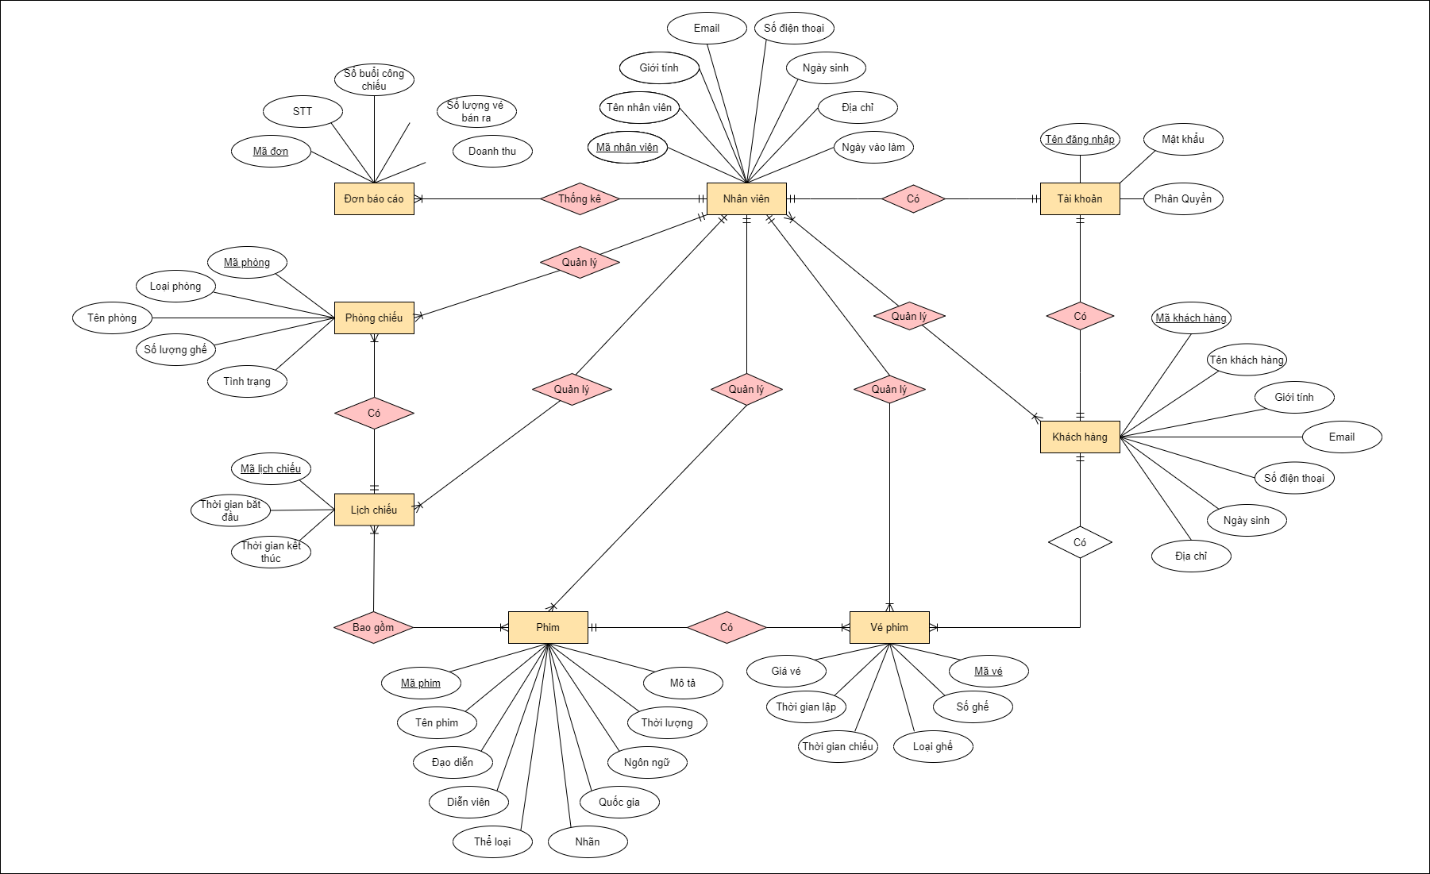 Email
Số điện thoại
Giới tính
Ngày sinh
Số buổi công
chiếu
STT
Số lượng vé
bán ra
Tên nhân viên
Địa chỉ
Mã đơn
Doanh thu
Mã nhân viên
Ngày vào làm
Tên đăng nhập
Mật khẩu
Đơn báo cáo
Thống kê
Nhân viên
Có
Tài khoản
Phân Quyền
Mã phòng
Quản lý
Loại phòng
Tên phòng
Phòng chiếu
Quản lý
Có
Mã khách hàng
Số lượng ghế
Tên khách hàng
Tình trạng
Quản lý
Quản lý
Quản lý
Giới tính
Có
Khách hàng
Email
Mã lịch chiếu
Số điện thoại
Thời gian bắt
đầu
Lịch chiếu
Ngày sinh
Thời gian kết
thúc
Có
Địa chỉ
Bao gồm
Phim
Có
Vé phim
Mã phim
Mô tả
Giá vé
Mã vé
Tên phim
Thời lượng
Thời gian lập
Số ghế
Đạo diễn
Ngôn ngữ
Thời gian chiếu
Loại ghế
Diễn viên
Quốc gia
Thể loại
Nhãn